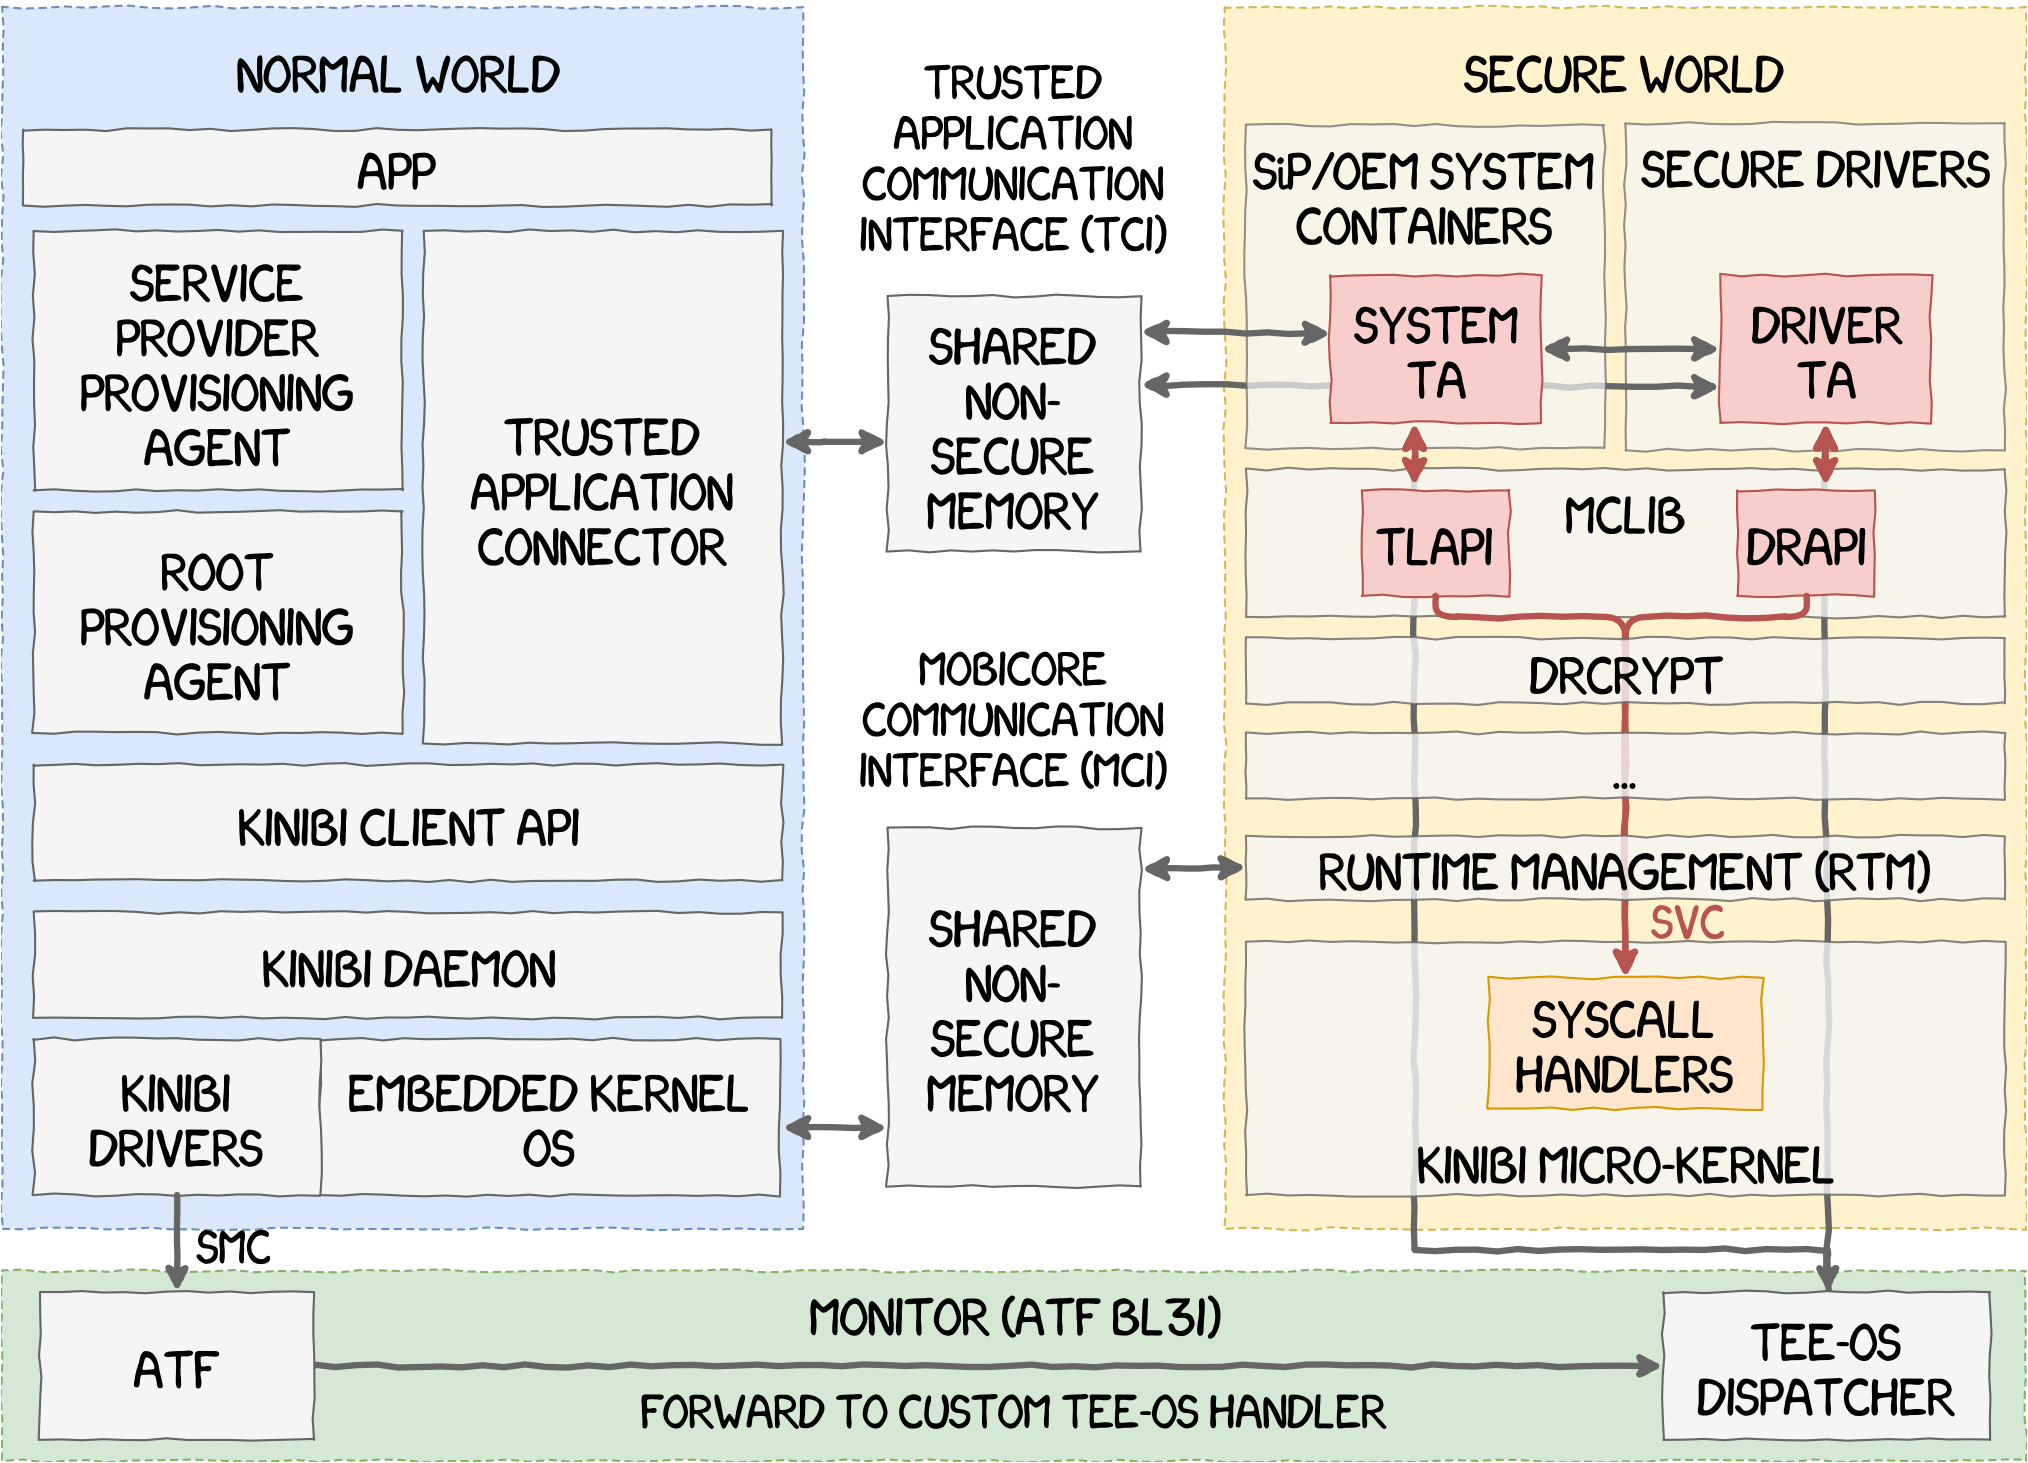 NORMAL WORLD
APP
SERVICE
PROVIDER
PROVISIONING
AGENT
ROOT
PROVISIONING
AGENT
TRUSTED
APPLICATION
CONNECTOR
KINIBI CLIENT API
KINIBI DAEMON
KINIBI
DRIVERS
EMBEDDED KERNEL
OS
SMC
TRUSTED
APPLICATION
COMMUNICATION
INTERFACE (TCI)
SHARED
NON-
SECURE
MEMORY
MOBICORE
COMMUNICATION
INTERFACE (MCI)
SHARED
NON-
SECURE
MEMORY
SECURE WORLD
SiP/OEM SYSTEM
CONTAINERS
SYSTEM
TA
SECURE DRIVERS
DRIVER
TA
MCLIB
TLAPI
DRAPI
DRCRYPT
...
RUNTIME MANAGEMENT (RTM)
SVC
SYSCALL
HANDLERS
KINIBI MICRO-KERNEL
MONITOR (ATF BL31)
ATF
FORWARD TO CUSTOM TEE-OS HANDLER
TEE-OS
DISPATCHER